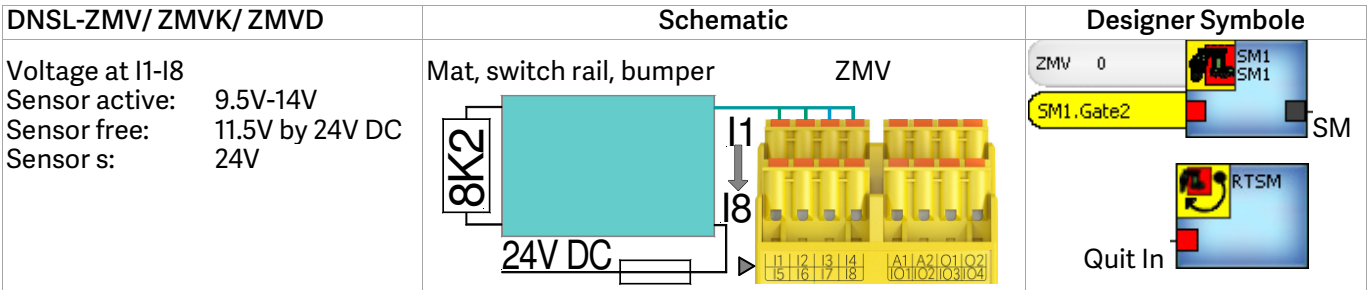 DNSL-ZMV/ ZMVK/ ZMVD
Schematic
Designer Symbole
Voltage at I1-I8
Sensor active: 9.5V-14V
Sensor free: 11.5V by 24V DC
Sensor s: 24V
Mat, switch rail, bumper
ZMV
8K2
I1
I8
24V DC
I1 I2 I3 I4
I5 I6 I7 I8
A1 A2 O1 O2
IO1 IO2 IO3 IO4
ZMV 0
SM1
SM1
SM1.Gate2
SM
RTSM
Quit In